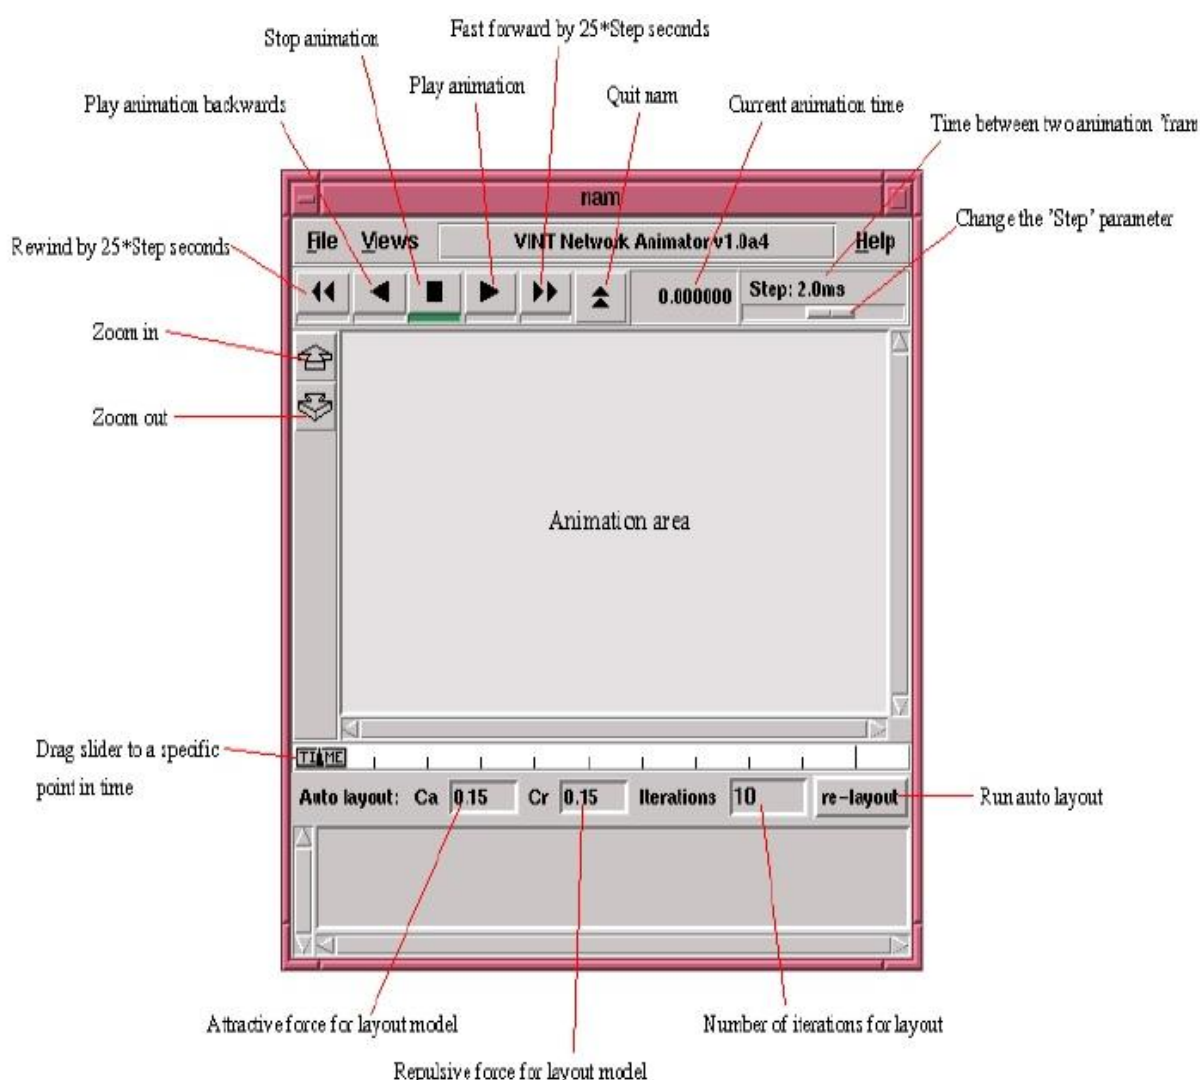 Fast forward by 25*Step seconds
Stop animation
Play animation
Quit nam
Play animation backwards
Current animation time
Time between two animation 'fram
Change the 'Step' parameter
Rewind by 25*Step seconds
nam
File Views VINT Network Animator v1.0a4 Help
0.000000 Step: 2.0ms
Zoom in
Zoom out
Animation area
Drag slider to a specific
point in time
TIME
Auto layout: Ca 0.15 Cr 0.15 Iterations 10 re-layout
Run auto layout
Attractive force for layout model
Number of iterations for layout
Repulsive force for layout model